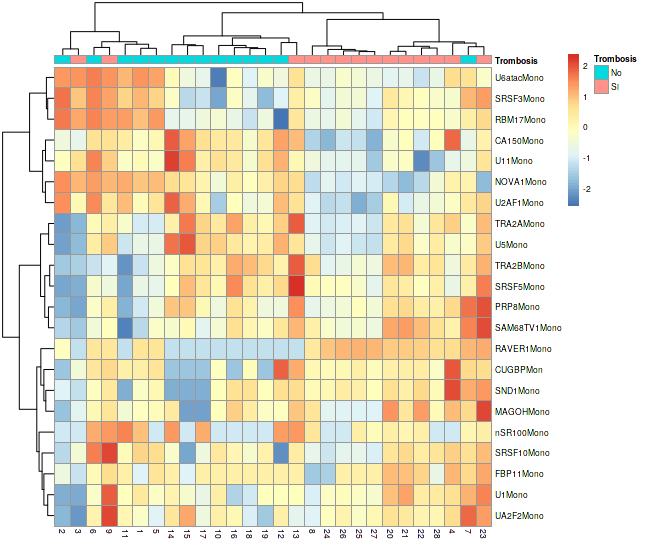 Trombosis
Trombosis
No
SI
2
1
0
-1
-2
U6atacMono
SRSF3Mono
RBM17Mono
CA150Mono
U11Mono
NOVA1Mono
U2AF1Mono
TRA2AMono
U5Mono
TRA2BMono
SRSF5Mono
PRP8Mono
SAM68TV1Mono
RAVER1Mono
CUGBPMon
SND1Mono
MAGOHMono
nSR100Mono
SRSF10Mono
FBP11Mono
U1Mono
UA2F2Mono
2 3 6 9 11 1 5 14 15 17 10 16 18 19 12 13 8 24 26 25 27 20 21 22 28 4 7 23